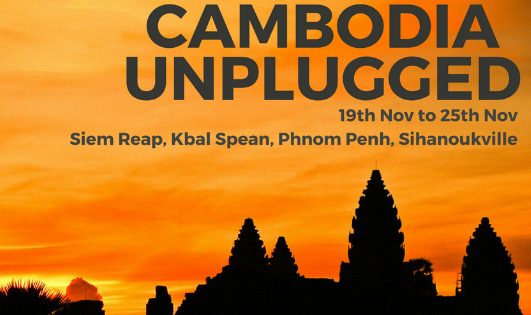 CAMBODIA
UNPLUGGED
19th Nov to 25th Nov
Siem Reap, Kbal Spean, Phnom Penh, Sihanoukville